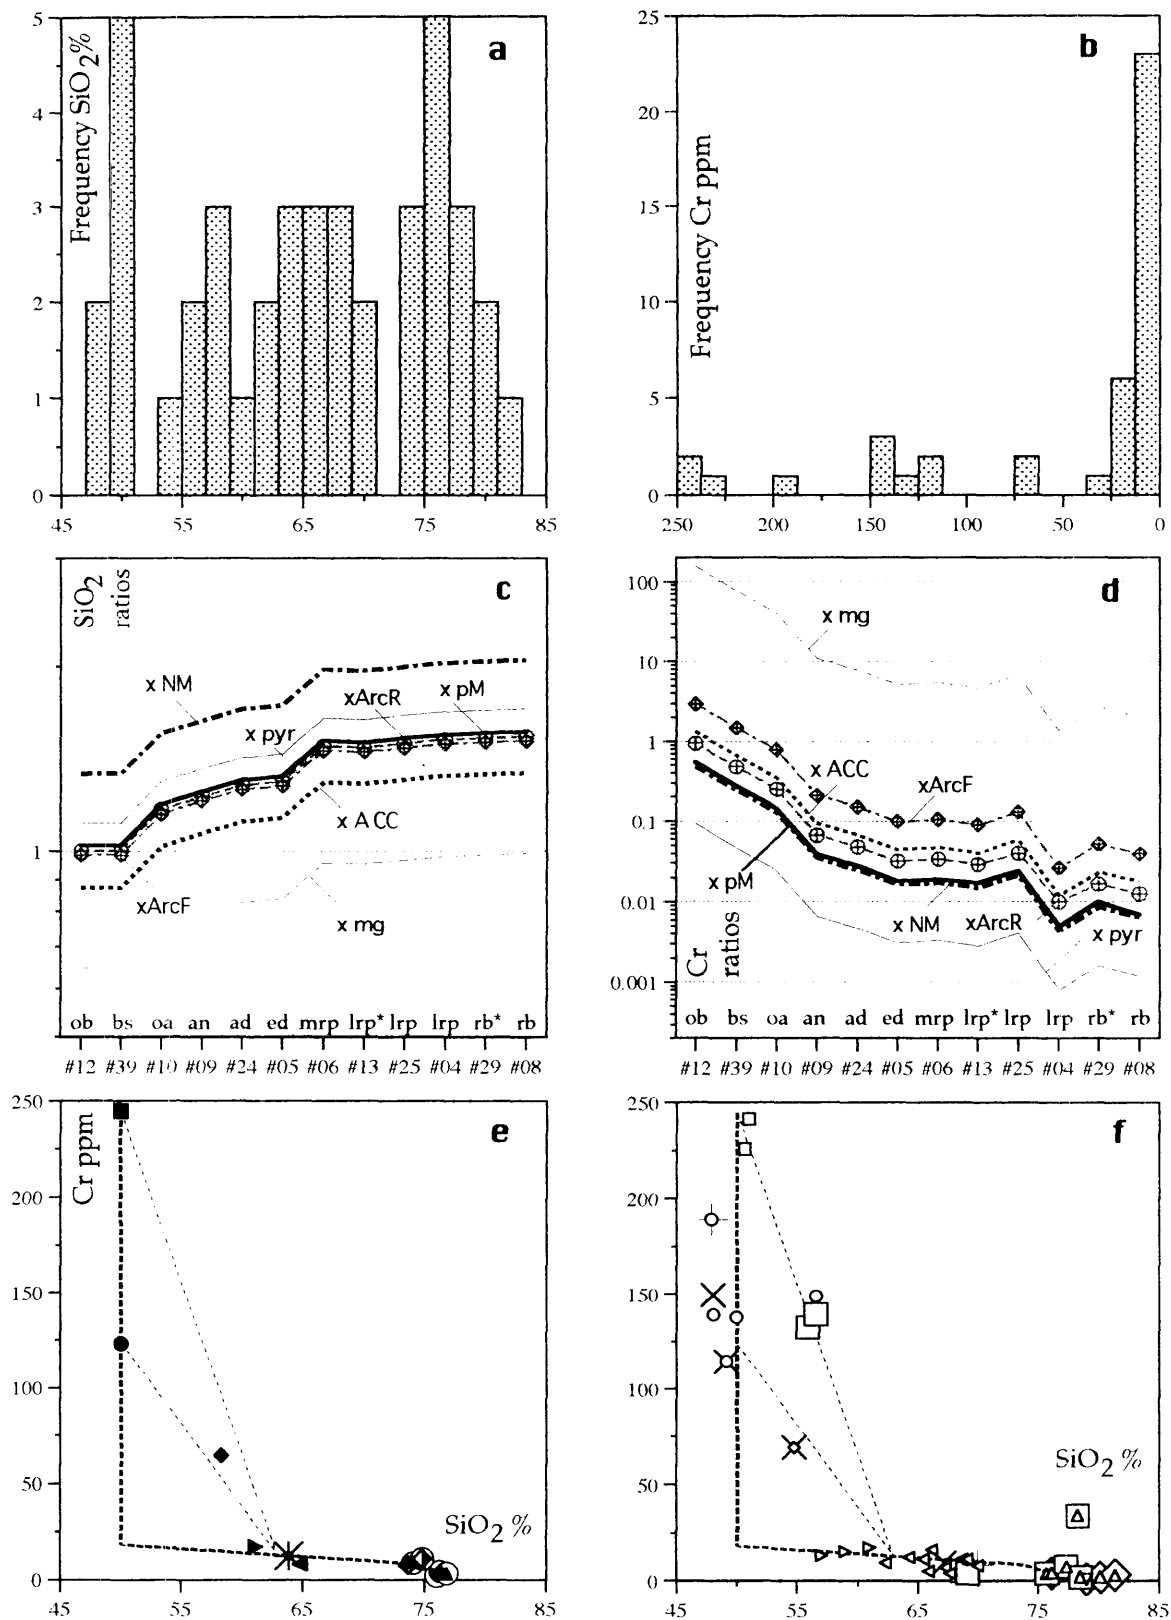 a
Frequency SiO2%
5
4
3
2
1
0
45 55 65 75 85
b
Frequency Cr ppm
25
20
15
10
5
0
250 200 150 100 50 0
c
SiO2
ratios
x NM
xArcR
x pM
x pyr
x ACC
1
xArcF
x mg
ob bs oa an ad ed mrp lrp* lrp lrp rb* rb
#12 #39 #10 #09 #24 #05 #06 #13 #25 #04 #29 #08
d
100
10
1
0.1
0.01
0.001
x mg
x ACC
xArcF
x pM
x NM
xArcR
x pyr
Cr
ratios
ob bs oa an ad ed mrp lrp* lrp lrp rb* rb
#12 #39 #10 #09 #24 #05 #06 #13 #25 #04 #29 #08
e
Cr ppm
250
200
150
100
50
0
SiO2 %
45 55 65 75 85
f
250
200
150
100
50
0
SiO2 %
45 55 65 75 85